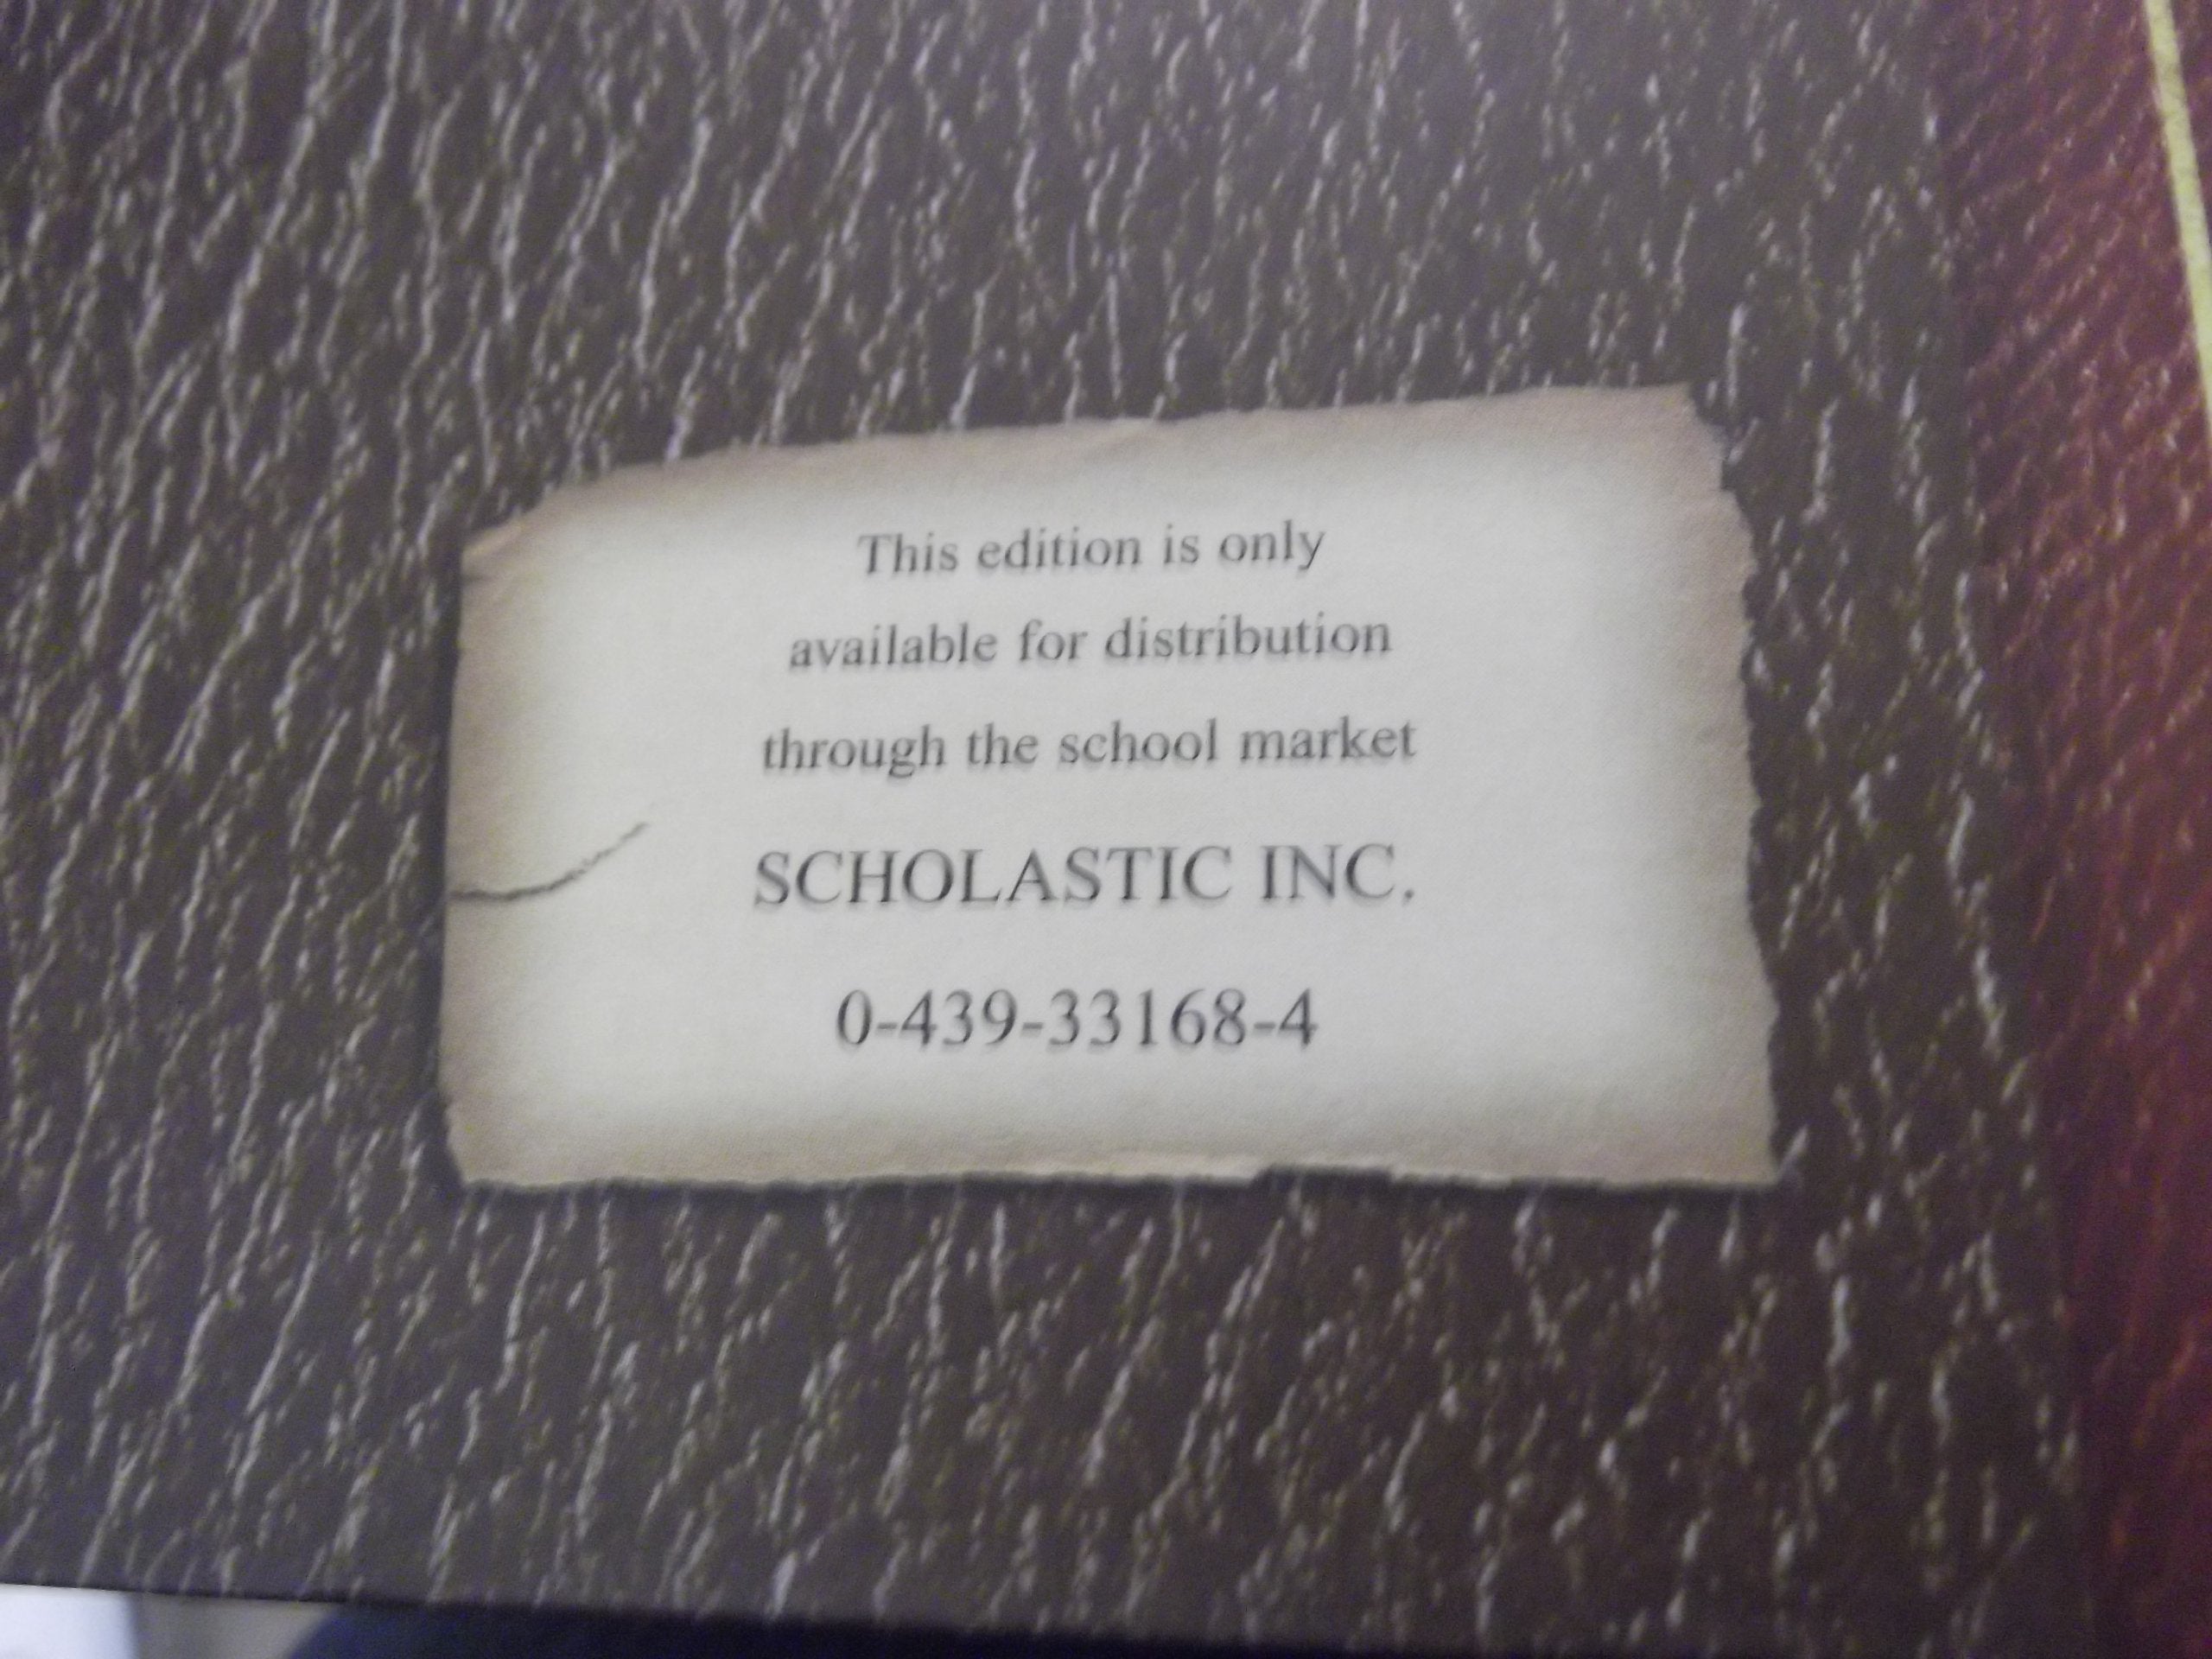 This edition is only
available for distribution
through the school market
SCHOLASTIC INC.
0-439-33168-4